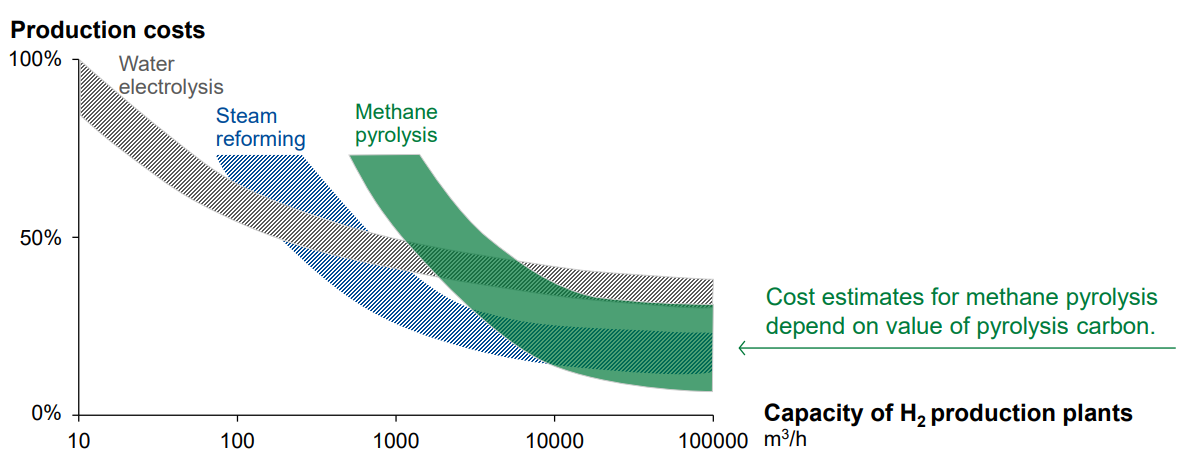 Production costs
100%
Water
electrolysis
Steam
reforming
Methane
pyrolysis
50%
Cost estimates for methane pyrolysis
depend on value of pyrolysis carbon.
0%
10
100
1000
10000
100000
Capacity of H2 production plants
m³/h